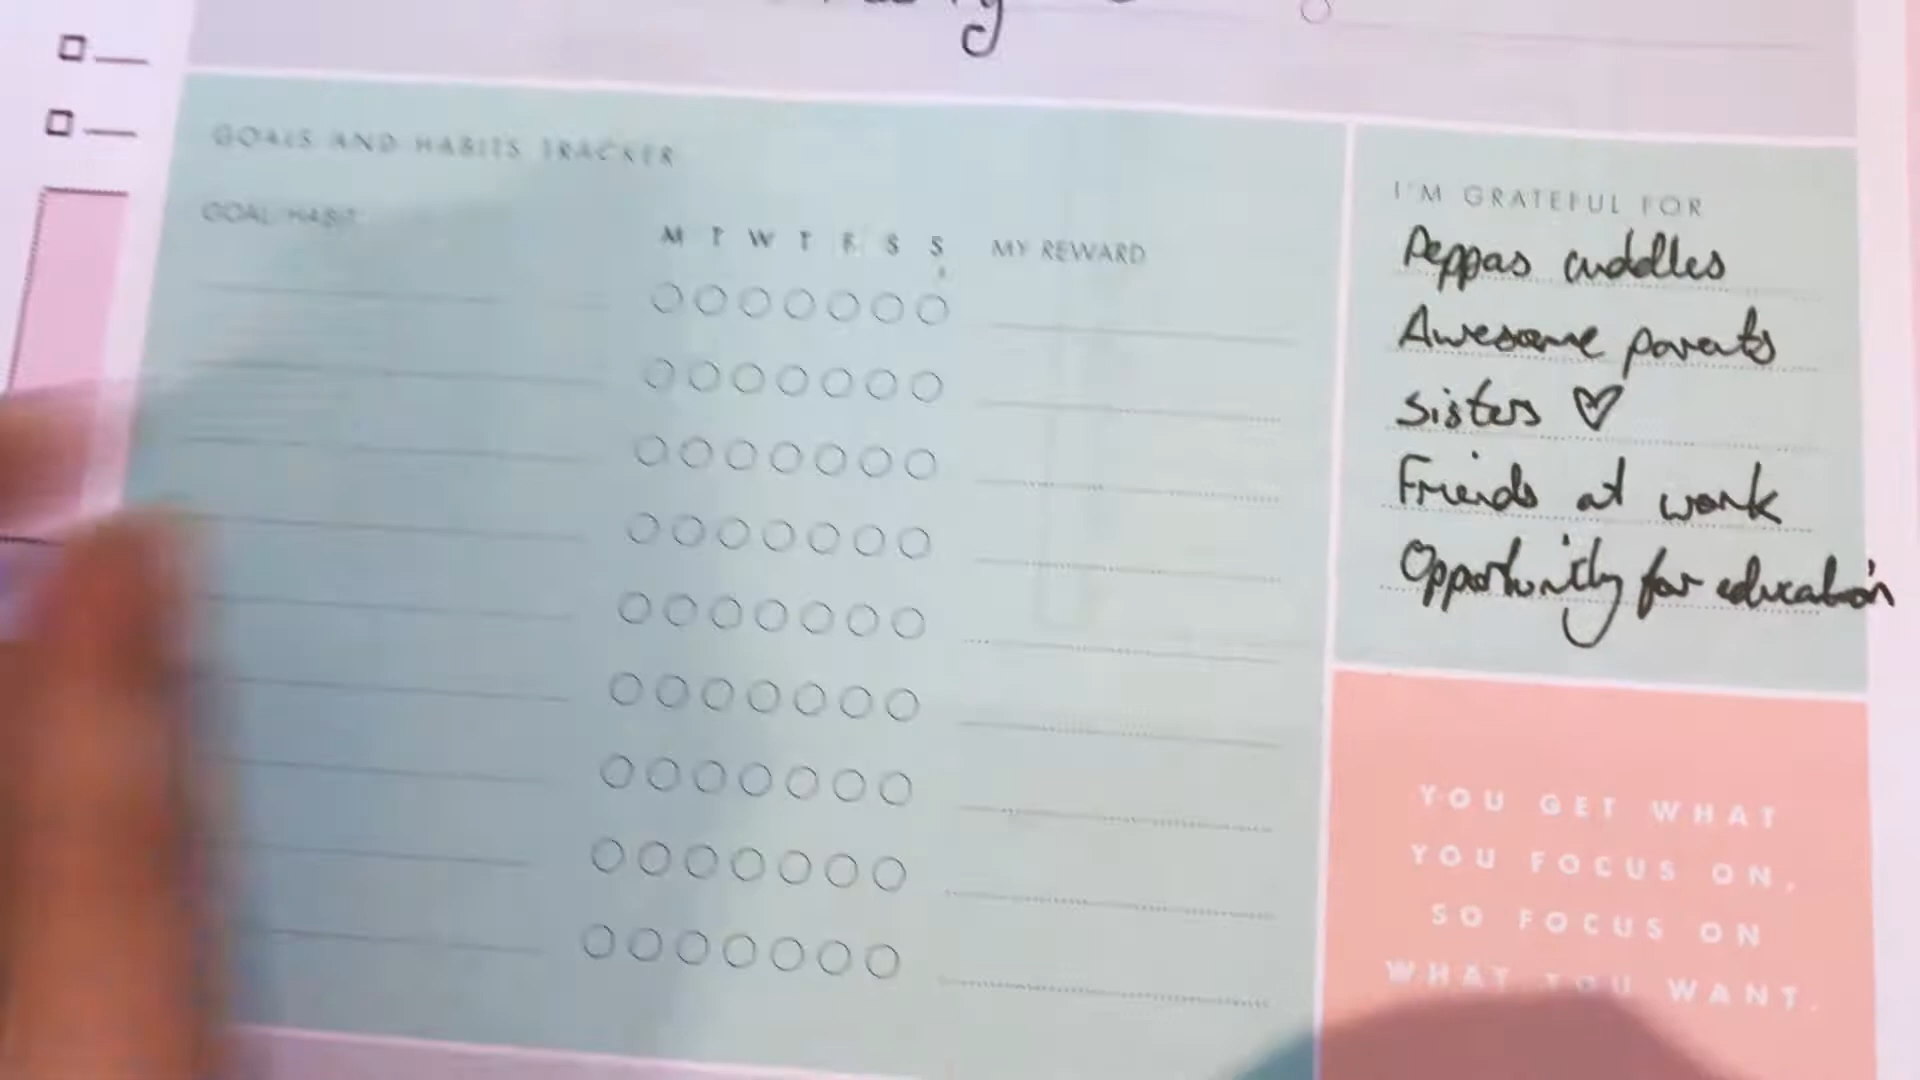 GOALS AND HABITS TRACKER
GOAL/HABIT
M T W T F S S
MY REWARD
I'M GRATEFUL FOR
Peppas cuddles
Awesome parents
Sisters ♡
Friends at work
Opportunity for education
YOU GET WHAT
YOU FOCUS ON,
SO FOCUS ON
WHAT YOU WANT.